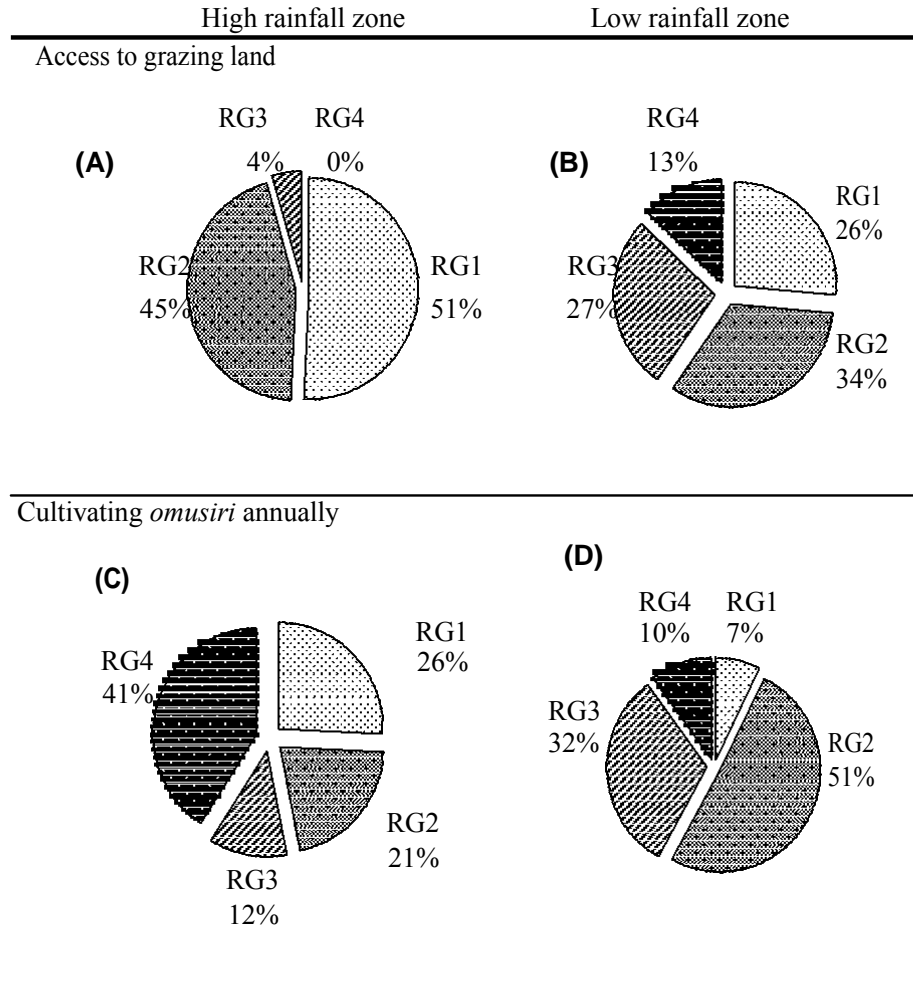 High rainfall zone Low rainfall zone
Access to grazing land
RG3 RG4 RG4
(A) 4% 0% (B) 13%
RG1
26%
RG2 RG1 RG3
45% 51% 27%
RG2
34%
Cultivating omusiri annually
(D)
(C)
RG4 RG1
10% 7%
RG1
26%
RG4
41%
RG3
32%
RG2
51%
RG2
21%
RG3
12%